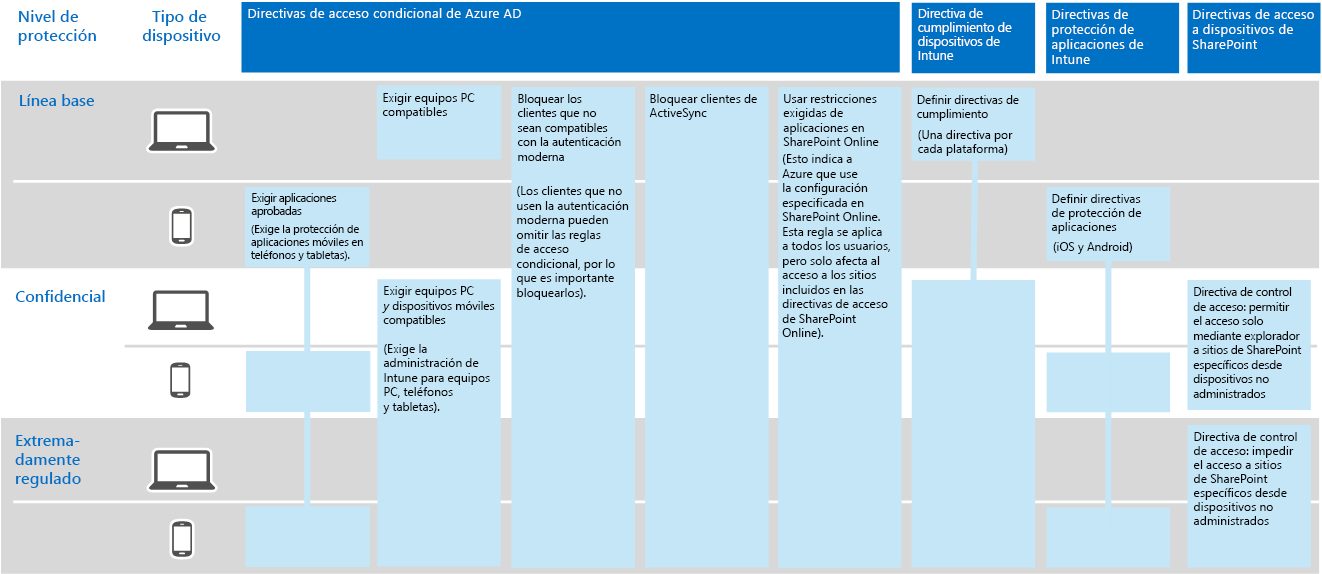 Nivel de
protección
Tipo de
dispositivo
Directivas de acceso condicional de Azure AD
Directiva de
cumplimiento de
dispositivos de
Intune
Directivas de
protección de
aplicaciones de
Intune
Directivas de acceso
a dispositivos de
SharePoint
Línea base
Exigir equipos PC
compatibles
Bloquear los
clientes que no
sean compatibles
con la autenticación
moderna
(Los clientes que no
usen la autenticación
moderna pueden
omitir las reglas
de acceso
condicional, por lo
que es importante
bloquearlos).
Bloquear clientes de
ActiveSync
Usar restricciones
exigidas de
aplicaciones en
SharePoint Online
(Esto indica a
Azure que use
la configuración
especificada en
SharePoint Online.
Esta regla se aplica
a todos los usuarios,
pero solo afecta al
acceso a los sitios
incluidos en las
directivas de acceso
de SharePoint
Online).
Definir directivas de
cumplimiento
(Una directiva por
cada plataforma)
Exigir aplicaciones
aprobadas
(Exige la protección de
aplicaciones móviles en
teléfonos y tabletas).
Definir directivas
de protección de
aplicaciones
(iOS y Android)
Confidencial
Exigir equipos PC
y dispositivos móviles
compatibles
(Exige la
administración de
Intune para equipos
PC, teléfonos
y tabletas).
Directiva de control
de acceso: permitir
el acceso solo
mediante explorador
a sitios de SharePoint
específicos desde
dispositivos no
administrados
Extrema-
damente
regulado
Directiva de control
de acceso: impedir
el acceso a sitios
de SharePoint
específicos desde
dispositivos no
administrados